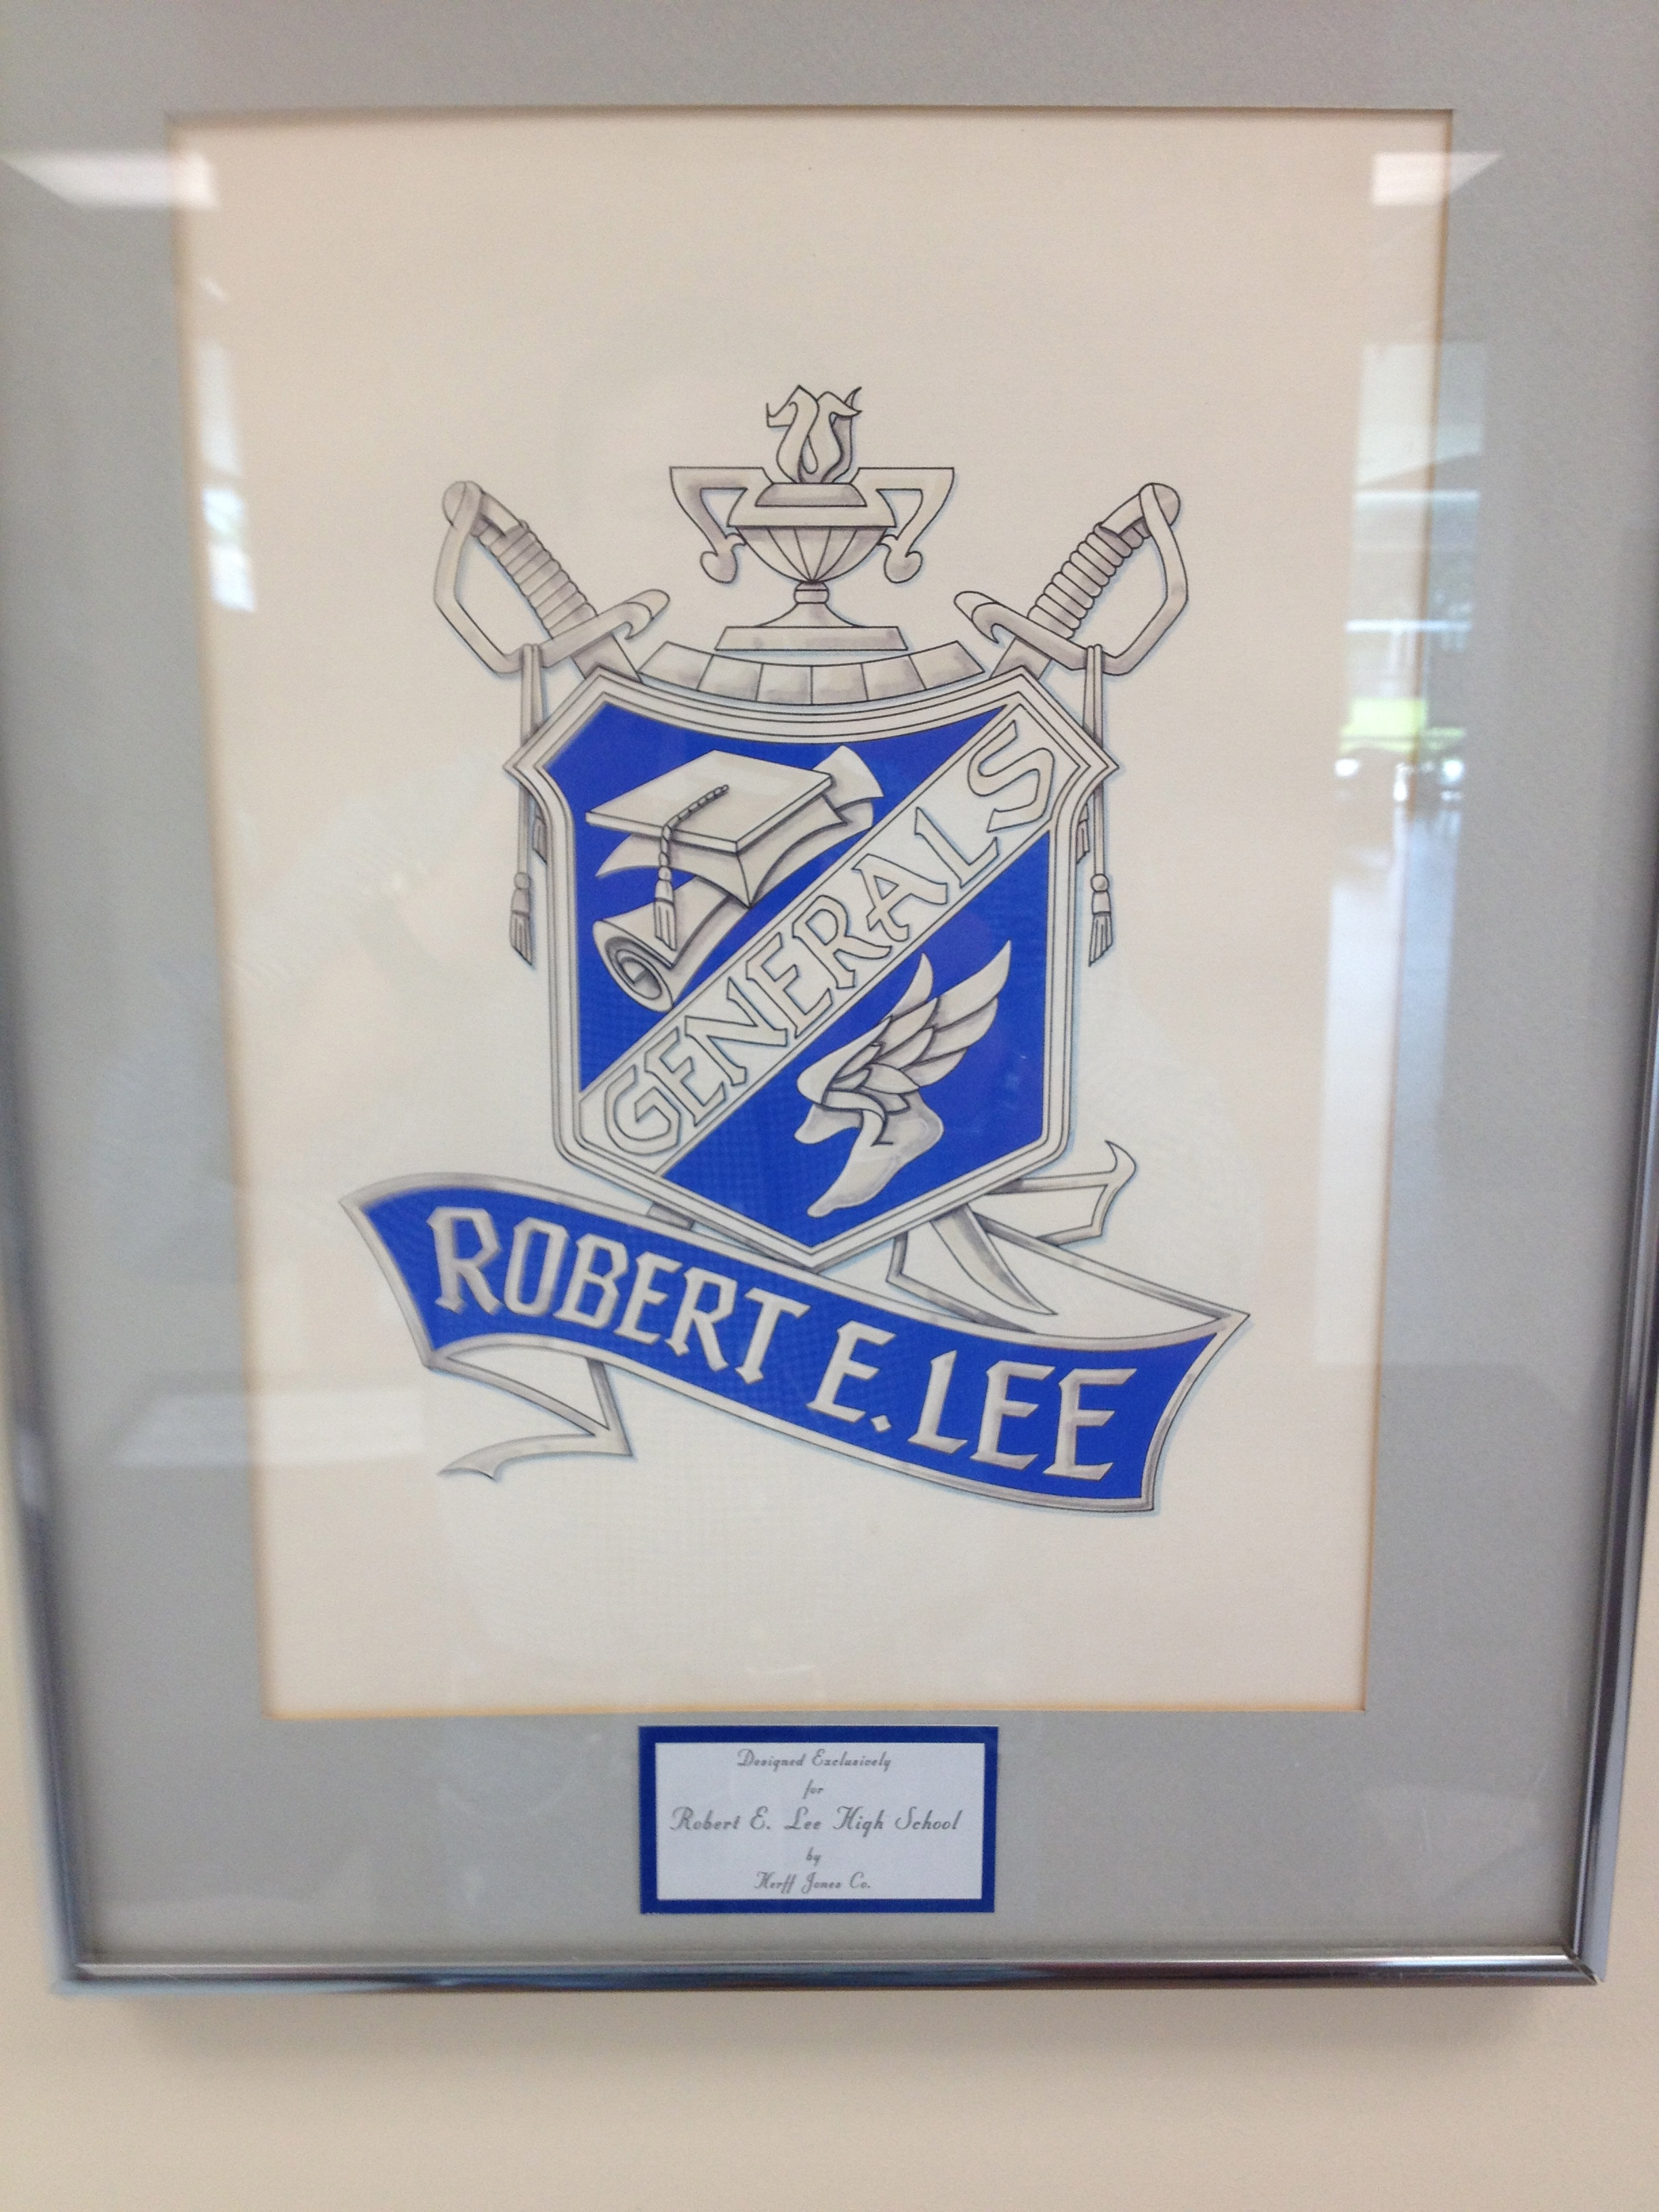 GENERALS
ROBERT E. LEE
Designed Exclusively
for
Robert E. Lee High School
by
Herff Jones Co.